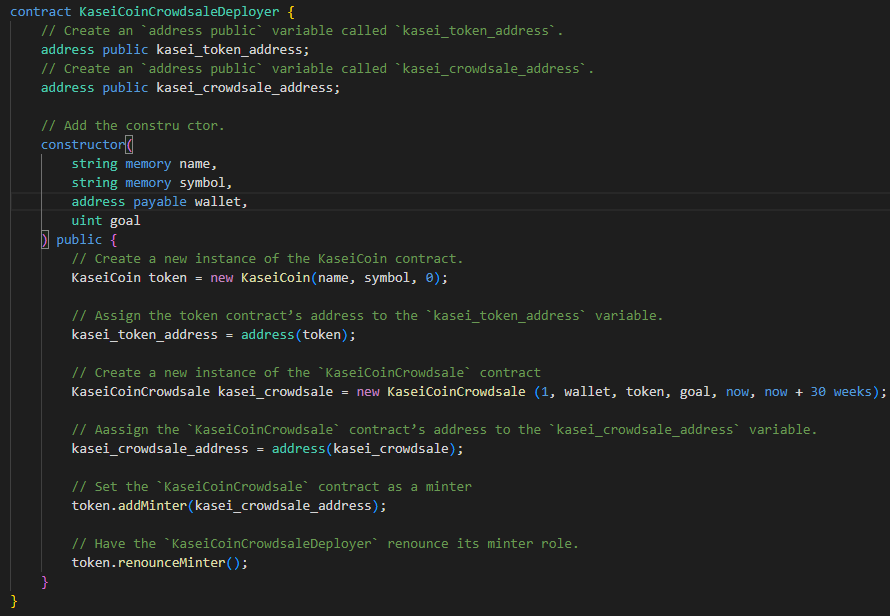 contract KaseiCoinCrowdsaleDeployer {
    // Create an `address public` variable called `kasei_token_address`.
    address public kasei_token_address;
    // Create an `address public` variable called `kasei_crowdsale_address`.
    address public kasei_crowdsale_address;

    // Add the constru ctor.
    constructor(
        string memory name,
        string memory symbol,
        address payable wallet,
        uint goal
    ) public {
        // Create a new instance of the KaseiCoin contract.
        KaseiCoin token = new KaseiCoin(name, symbol, 0);

        // Assign the token contract’s address to the `kasei_token_address` variable.
        kasei_token_address = address(token);

        // Create a new instance of the `KaseiCoinCrowdsale` contract
        KaseiCoinCrowdsale kasei_crowdsale = new KaseiCoinCrowdsale (1, wallet, token, goal, now, now + 30 weeks);

        // Aassign the `KaseiCoinCrowdsale` contract’s address to the `kasei_crowdsale_address` variable.
        kasei_crowdsale_address = address(kasei_crowdsale);

        // Set the `KaseiCoinCrowdsale` contract as a minter
        token.addMinter(kasei_crowdsale_address);

        // Have the `KaseiCoinCrowdsaleDeployer` renounce its minter role.
        token.renounceMinter();
    }
}